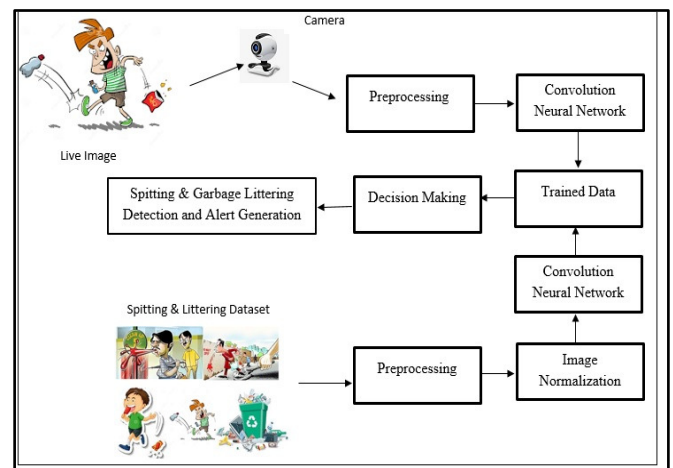 Camera
Live Image
Preprocessing
Convolution
Neural Network
Spitting & Garbage Littering
Detection and Alert Generation
Decision Making
Trained Data
Convolution
Neural Network
Spitting & Littering Dataset
Preprocessing
Image
Normalization